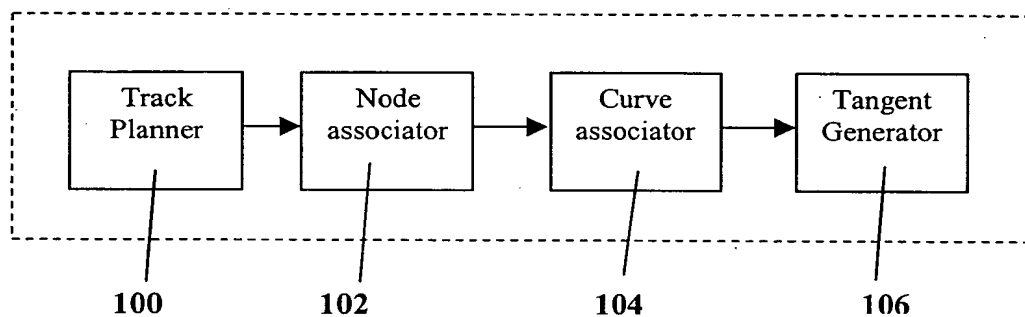 Track
Planner
Node
associator
Curve
associator
Tangent
Generator
100
102
104
106